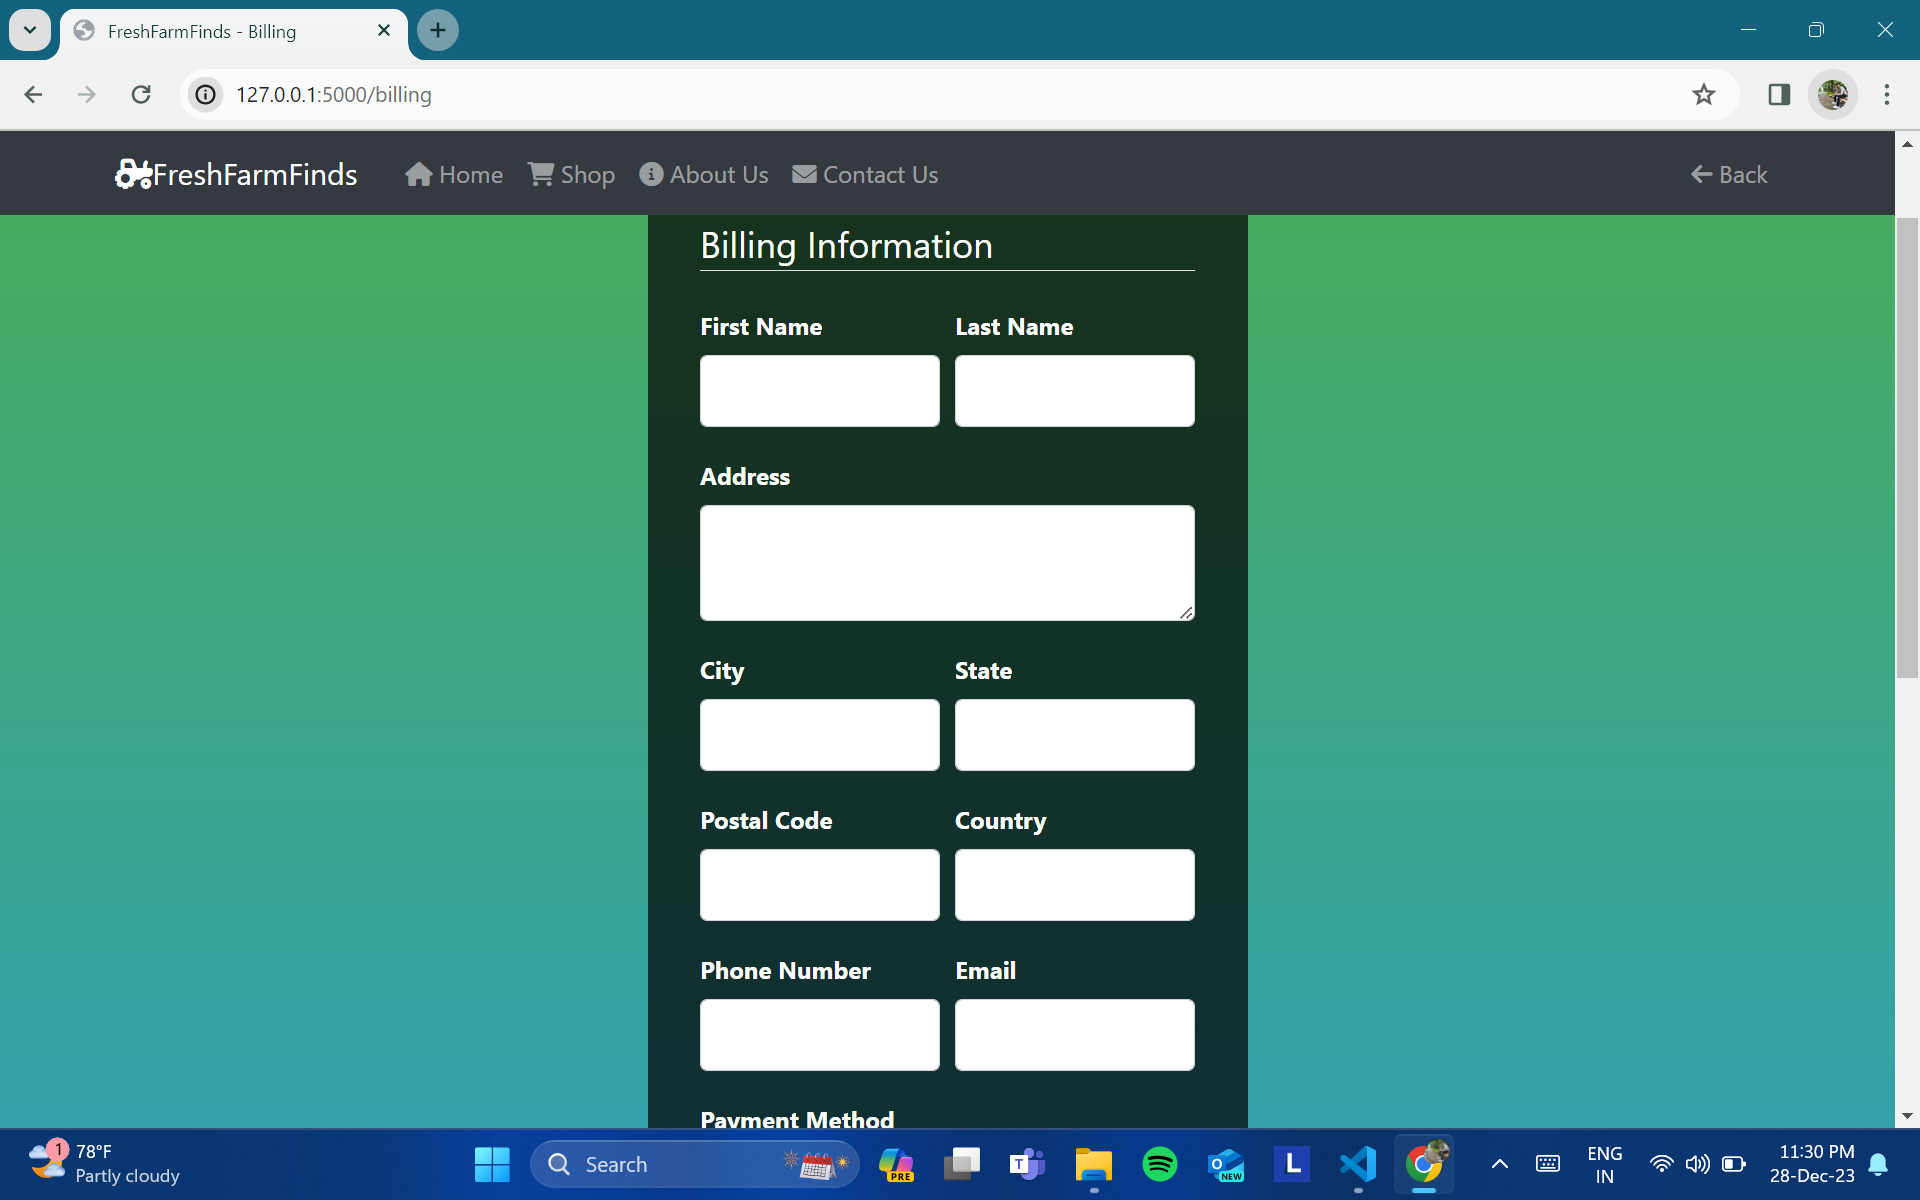 FreshFarmFinds - Billing
127.0.0.1:5000/billing
FreshFarmFinds Home Shop About Us Contact Us Back
Billing Information
First Name Last Name
Address
City State
Postal Code Country
Phone Number Email
Payment Method
1 78°F
Partly cloudy
Search
PRE
T
NEW
L
ENG
IN
11:30 PM
28-Dec-23